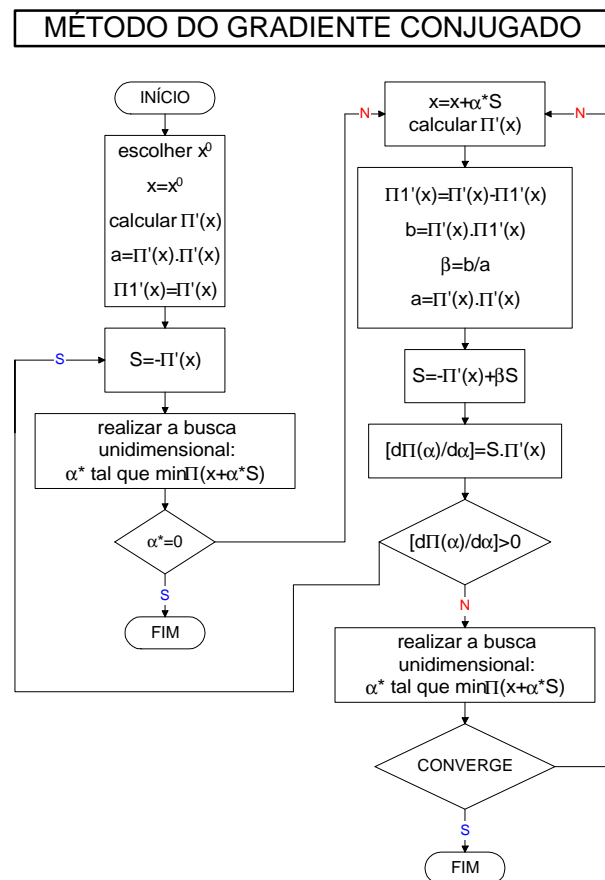 MÉTODO DO GRADIENTE CONJUGADO
INÍCIO
escolher x⁰
x=x⁰
calcular Π'(x)
a=Π'(x).Π'(x)
Π1'(x)=Π'(x)
S
S=-Π'(x)
realizar a busca
unidimensional:
α* tal que minΠ(x+α*S)
α*=0
S
FIM
N
x=x+α*S
calcular Π'(x)
N
Π1'(x)=Π'(x)-Π1'(x)
b=Π'(x).Π1'(x)
β=b/a
a=Π'(x).Π'(x)
S=-Π'(x)+βS
[dΠ(α)/dα]=S.Π'(x)
[dΠ(α)/dα]>0
N
realizar a busca
unidimensional:
α* tal que minΠ(x+α*S)
CONVERGE
S
FIM